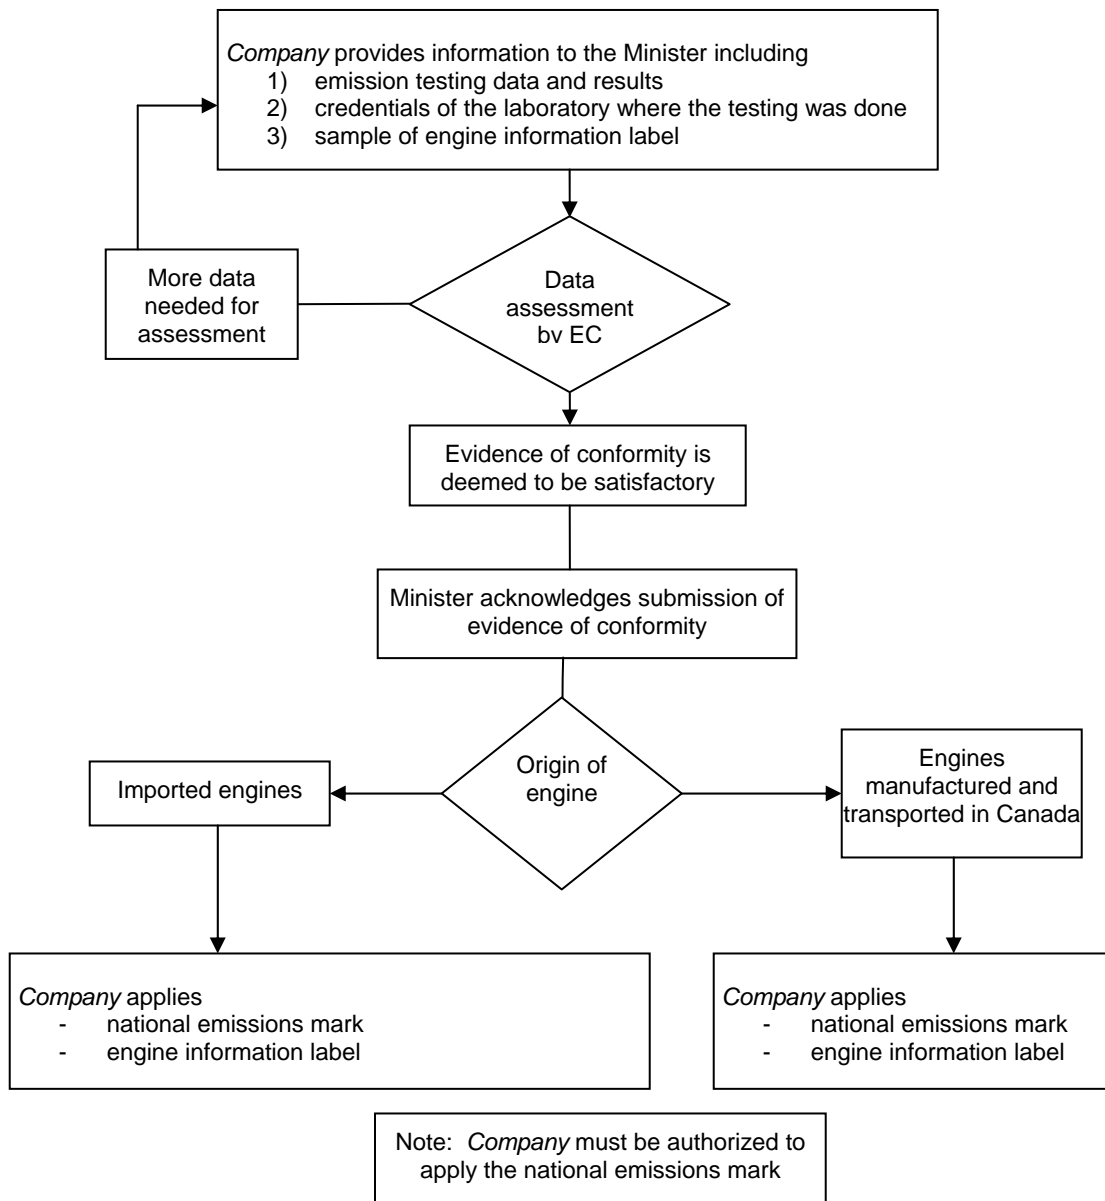 Company provides information to the Minister including
1) emission testing data and results
2) credentials of the laboratory where the testing was done
3) sample of engine information label
More data
needed for
assessment
Data
assessment
by EC
Evidence of conformity is
deemed to be satisfactory
Minister acknowledges submission of
evidence of conformity
Origin of
engine
Imported engines
Engines
manufactured and
transported in Canada
Company applies
- national emissions mark
- engine information label
Company applies
- national emissions mark
- engine information label
Note: Company must be authorized to
apply the national emissions mark